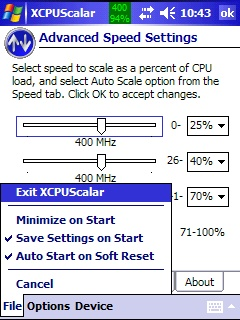 XCPUScalar 400 94% 10:43 ok
Advanced Speed Settings
Select speed to scale as a percent of CPU
load, and select Auto Scale option from the
Speed tab. Click OK to accept changes.
0- 25%
400 MHz
26- 40%
400 MHz
Exit XCPUScalar
-1- 70%
Minimize on Start
Save Settings on Start
71-100%
Auto Start on Soft Reset
Cancel
About
File Options Device